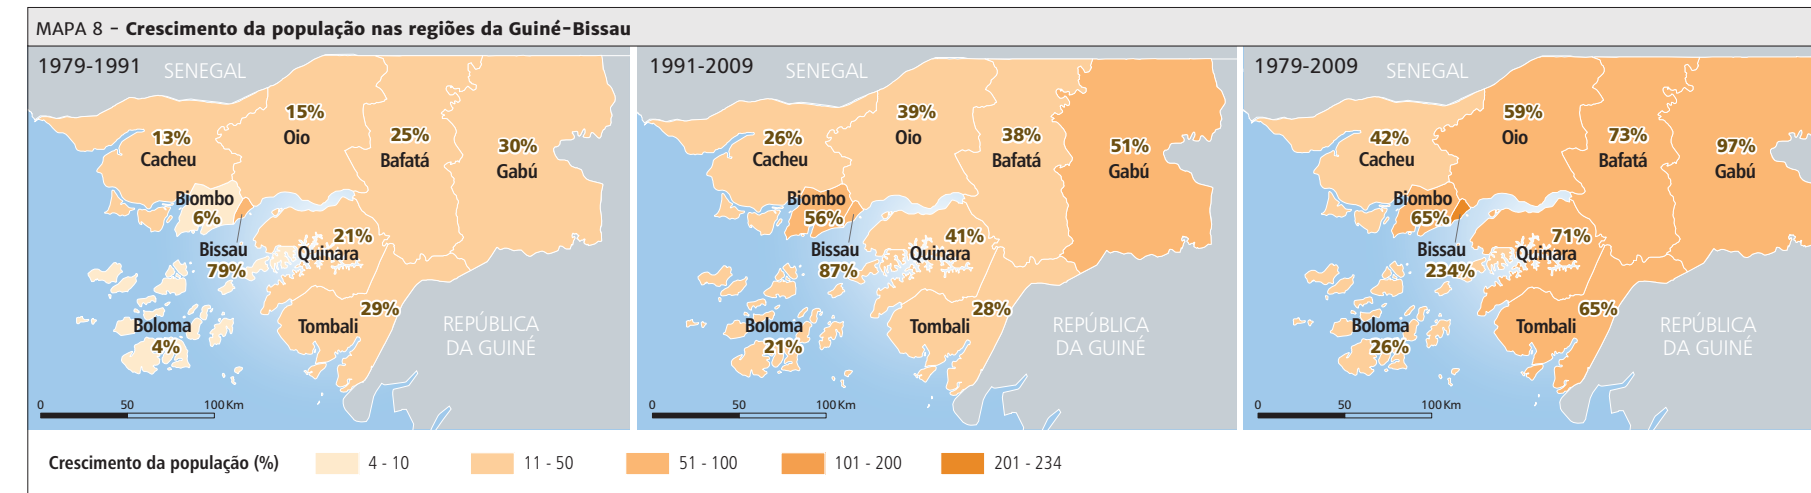 MAPA 8 – Crescimento da população nas regiões da Guiné-Bissau
1979-1991
SENEGAL
15%
Oio
13%
Cacheu
25%
Bafatá
30%
Gabú
Biombo
6%
21%
Quinara
Bissau
79%
29%
Tombali
Boloma
4%
REPÚBLICA
DA GUINÉ
0 50 100 Km
1991-2009
SENEGAL
39%
Oio
26%
Cacheu
38%
Bafatá
51%
Gabú
Biombo
56%
41%
Quinara
Bissau
87%
28%
Tombali
Boloma
21%
REPÚBLICA
DA GUINÉ
0 50 100 Km
1979-2009
SENEGAL
59%
Oio
42%
Cacheu
73%
Bafatá
97%
Gabú
Biombo
65%
71%
Quinara
Bissau
234%
65%
Tombali
Boloma
26%
REPÚBLICA
DA GUINÉ
0 50 100 Km
Crescimento da população (%) 4 - 10 11 - 50 51 - 100 101 - 200 201 - 234